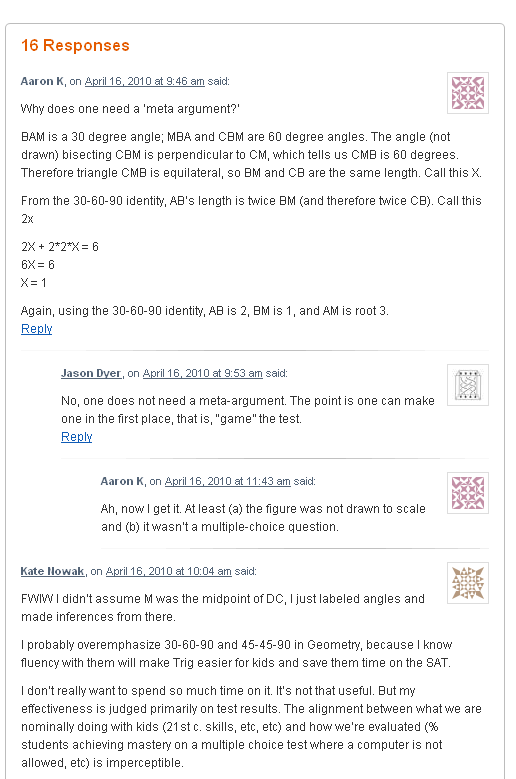 16 Responses
Aaron K, on April 16, 2010 at 9:46 am said:
Why does one need a 'meta argument?'
BAM is a 30 degree angle; MBA and CBM are 60 degree angles. The angle (not
drawn) bisecting CBM is perpendicular to CM, which tells us CMB is 60 degrees.
Therefore triangle CMB is equilateral, so BM and CB are the same length. Call this X.
From the 30-60-90 identity, AB's length is twice BM (and therefore twice CB). Call this
2x
2X + 2*2*X = 6
6X = 6
X = 1
Again, using the 30-60-90 identity, AB is 2, BM is 1, and AM is root 3.
Reply
Jason Dyer, on April 16, 2010 at 9:53 am said:
No, one does not need a meta-argument. The point is one can make
one in the first place, that is, "game" the test.
Reply
Aaron K, on April 16, 2010 at 11:43 am said:
Ah, now I get it. At least (a) the figure was not drawn to scale
and (b) it wasn't a multiple-choice question.
Kate Nowak, on April 16, 2010 at 10:04 am said:
FWIW I didn't assume M was the midpoint of DC, I just labeled angles and
made inferences from there.
I probably overemphasize 30-60-90 and 45-45-90 in Geometry, because I know
fluency with them will make Trig easier for kids and save them time on the SAT.
I don't really want to spend so much time on it. It's not that useful. But my
effectiveness is judged primarily on test results. The alignment between what we are
nominally doing with kids (21st c. skills, etc, etc) and how we're evaluated (%
students achieving mastery on a multiple choice test where a computer is not
allowed, etc) is imperceptible.